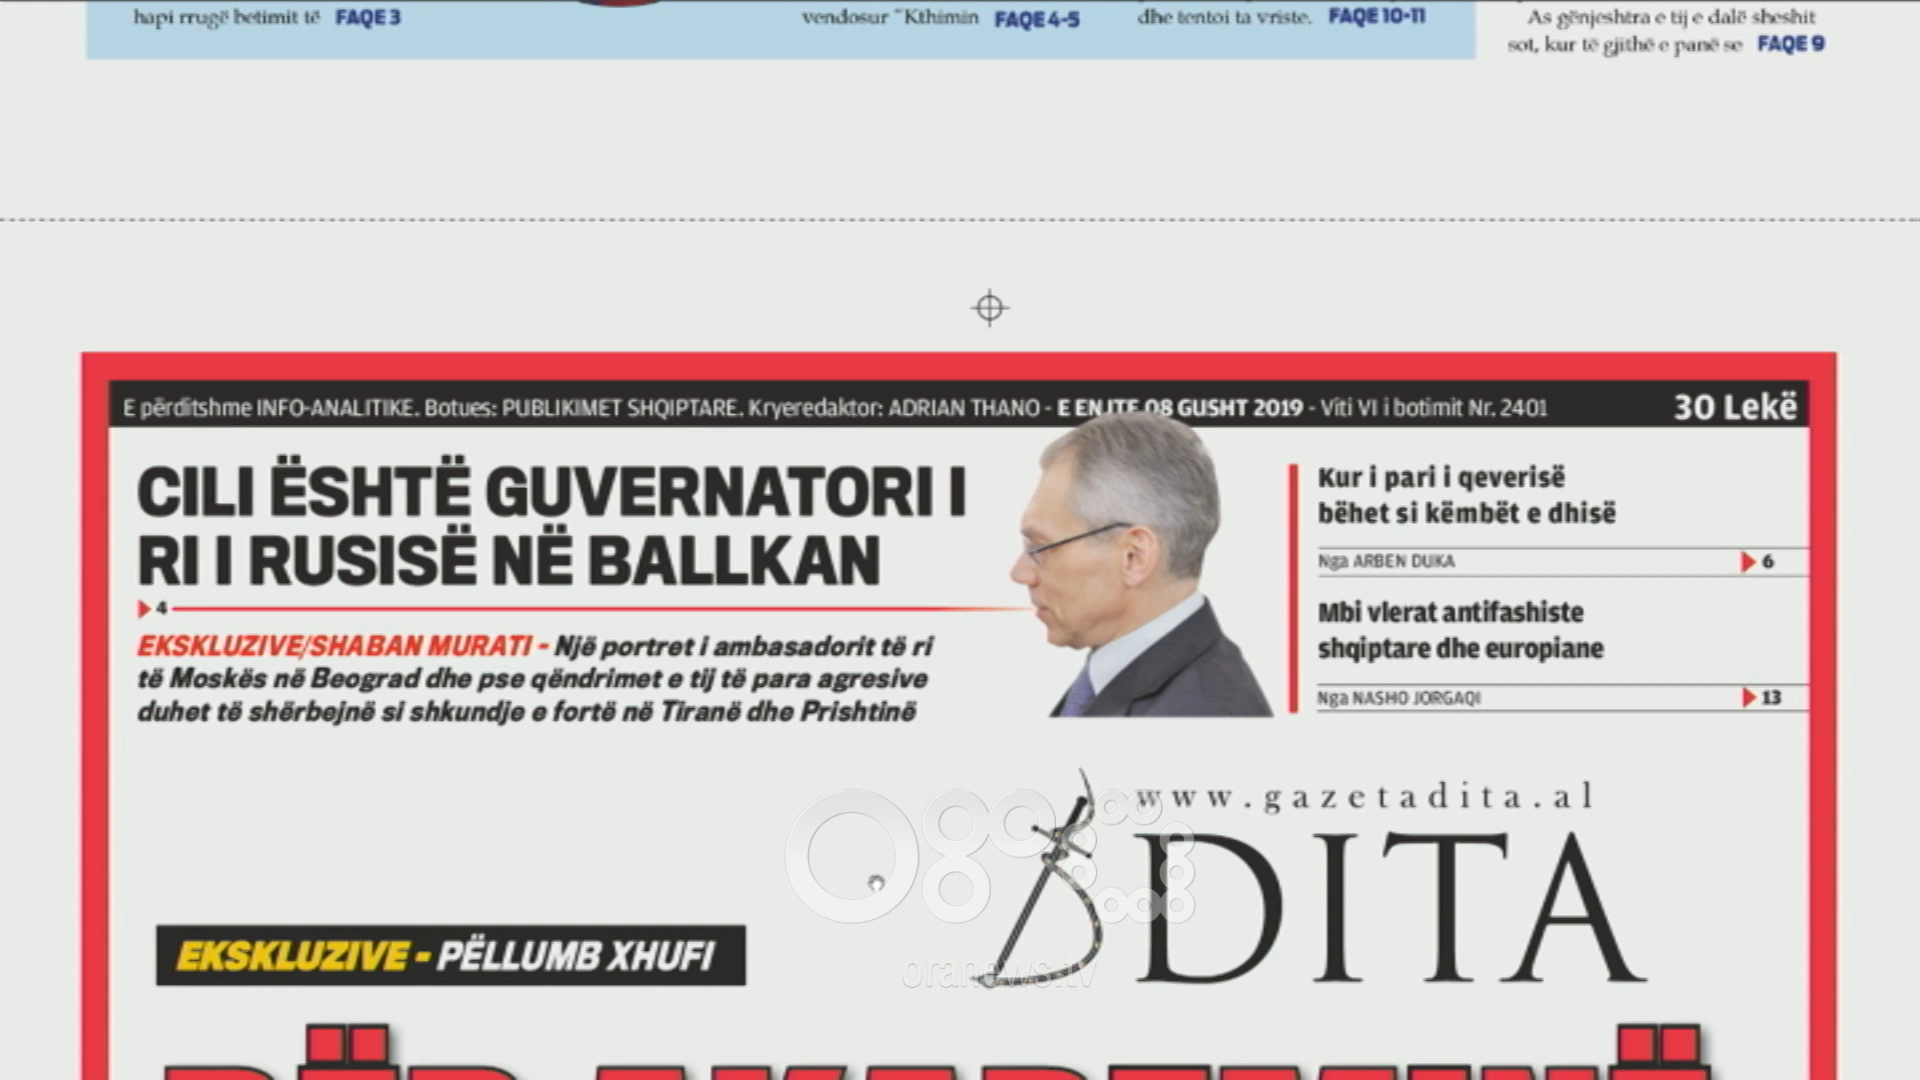 hapi rrugë betimit të FAQE 3
vendosur "Kthimin FAQE 4-5
dhe tentoi ta vriste. FAQE 10-11
As gënjeshtra e tij e dalë sheshit
sot, kur të gjithë e panë se FAQE 9
E përditshme INFO-ANALITIKE. Botues: PUBLIKIMET SHQIPTARE. Kryeredaktor: ADRIAN THANO - E ENJTE 08 GUSHT 2019 - Viti VI i botimit Nr. 2401
30 Lekë
CILI ËSHTË GUVERNATORI I
RI I RUSISË NË BALLKAN
4
EKSKLUZIVE/SHABAN MURATI - Një portret i ambasadorit të ri
të Moskës në Beograd dhe pse qëndrimet e tij të para agresive
duhet të shërbejnë si shkundje e fortë në Tiranë dhe Prishtinë
Kur i pari i qeverisë
bëhet si këmbët e dhisë
Nga ARBEN DUKA 6
Mbi vlerat antifashiste
shqiptare dhe europiane
Nga NASHO JORGAQI 13
www.gazetadita.al
DITA
oranews.tv
EKSKLUZIVE - PËLLUMB XHUFI